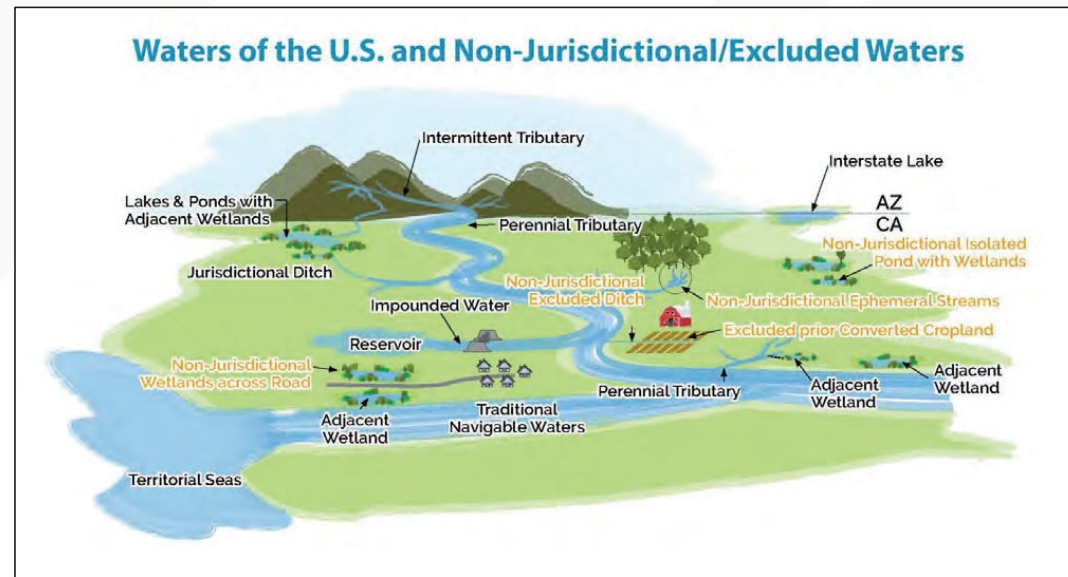 Waters of the U.S. and Non-Jurisdictional/Excluded Waters
Intermittent Tributary
Interstate Lake
AZ
CA
Lakes & Ponds with
Adjacent Wetlands
Perennial Tributary
Non-Jurisdictional Isolated
Pond with Wetlands
Jurisdictional Ditch
Non-Jurisdictional
Excluded Ditch
Non-Jurisdictional Ephemeral Streams
Impounded Water
Excluded prior Converted Cropland
Reservoir
Non-Jurisdictional
Wetlands across Road
Perennial Tributary
Adjacent
Wetland
Adjacent
Wetland
Adjacent
Wetland
Traditional
Navigable Waters
Territorial Seas